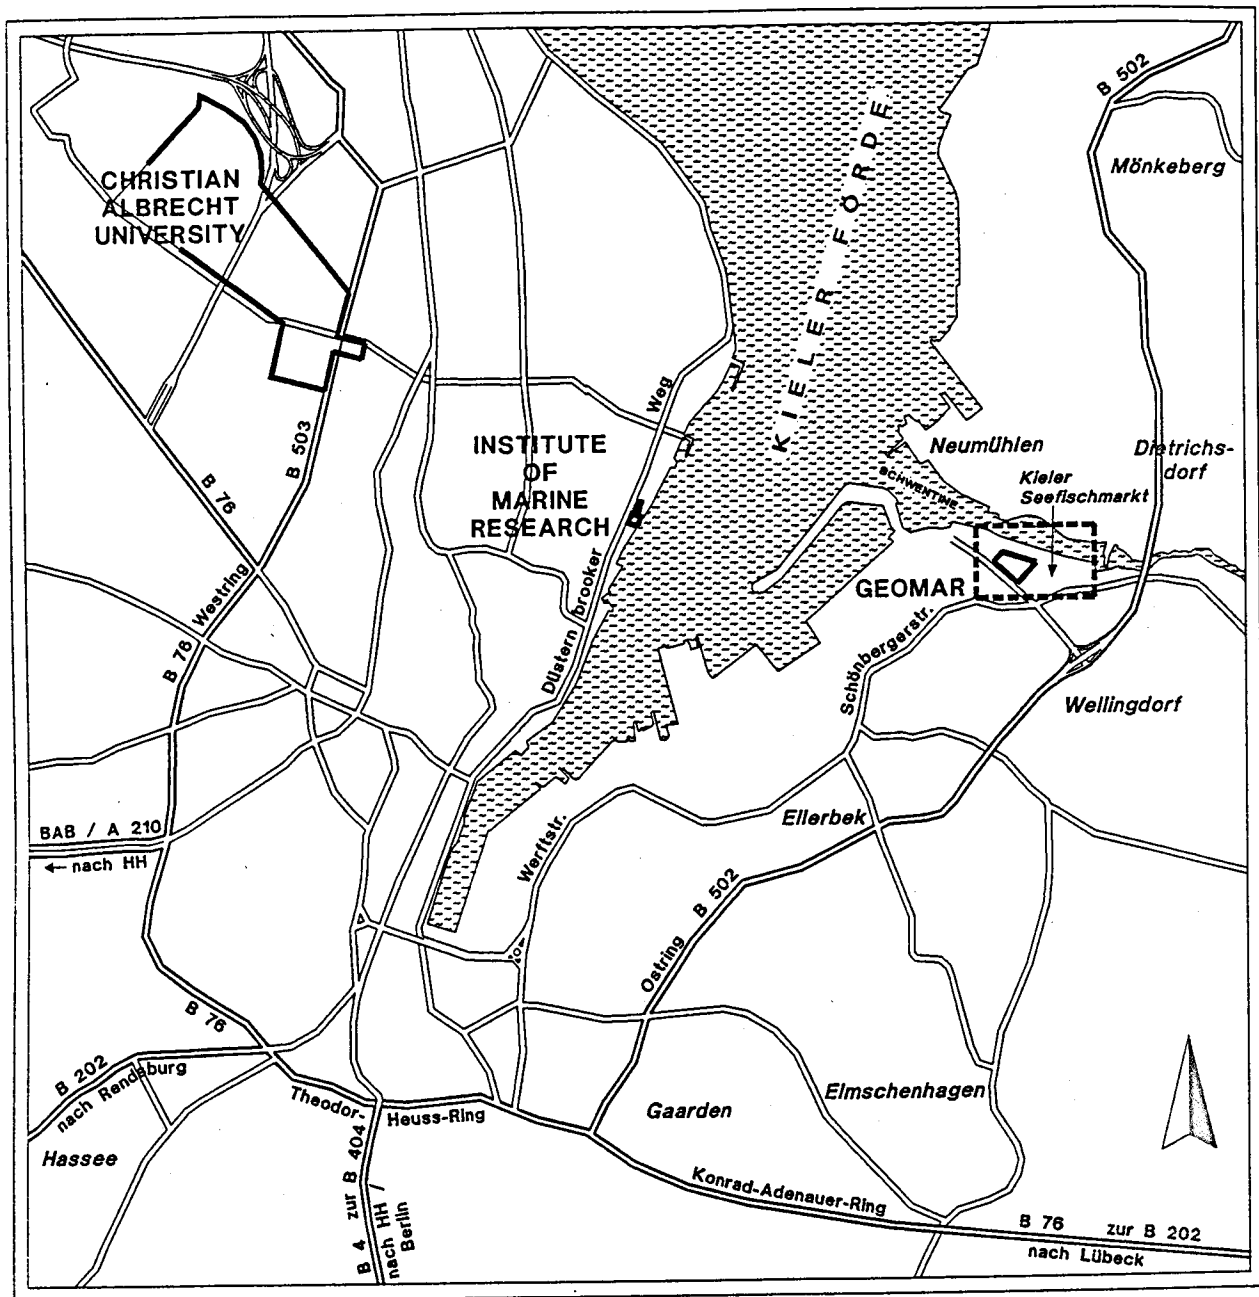 B 502
Mönkeberg
KIELER FÖRDE
CHRISTIAN
ALBRECHT
UNIVERSITY
Weg
B 503
B 76
INSTITUTE
OF
MARINE
RESEARCH
Neumühlen
Dietrichs-
dorf
Kieler
Seefischmarkt
SCHWENTINE
GEOMAR
Westring
B 76
Düstern
brooker
Schönbergerstr.
Wellingdorf
BAB / A 210
← nach HH
Werftstr.
Ellerbek
Ostring B 502
B 76
B 202
nach Rendsburg
Theodor-
Heuss-Ring
Gaarden
Elmschenhagen
Hassee
B 4 zur B 404
nach HH /
Berlin
Konrad-Adenauer-Ring
B 76 zur B 202
nach Lübeck